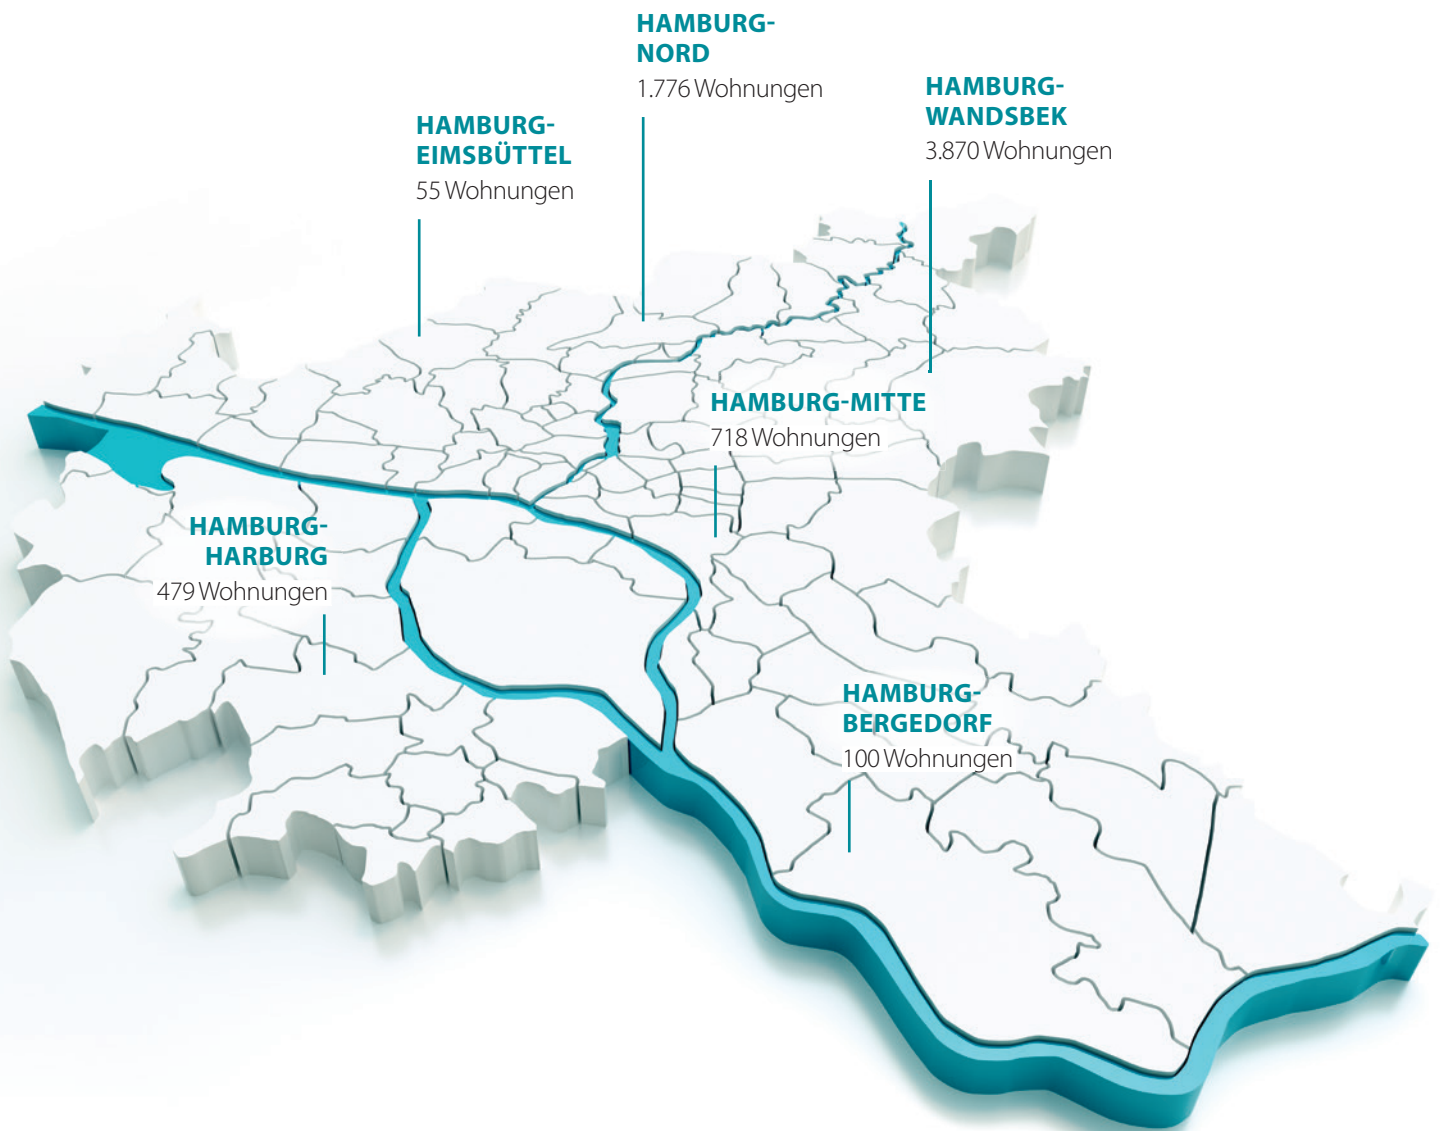 HAMBURG-
NORD
1.776 Wohnungen
HAMBURG-
WANDSBEK
3.870 Wohnungen
HAMBURG-
EIMSBÜTTEL
55 Wohnungen
HAMBURG-MITTE
718 Wohnungen
HAMBURG-
HARBURG
479 Wohnungen
HAMBURG-
BERGEDORF
100 Wohnungen